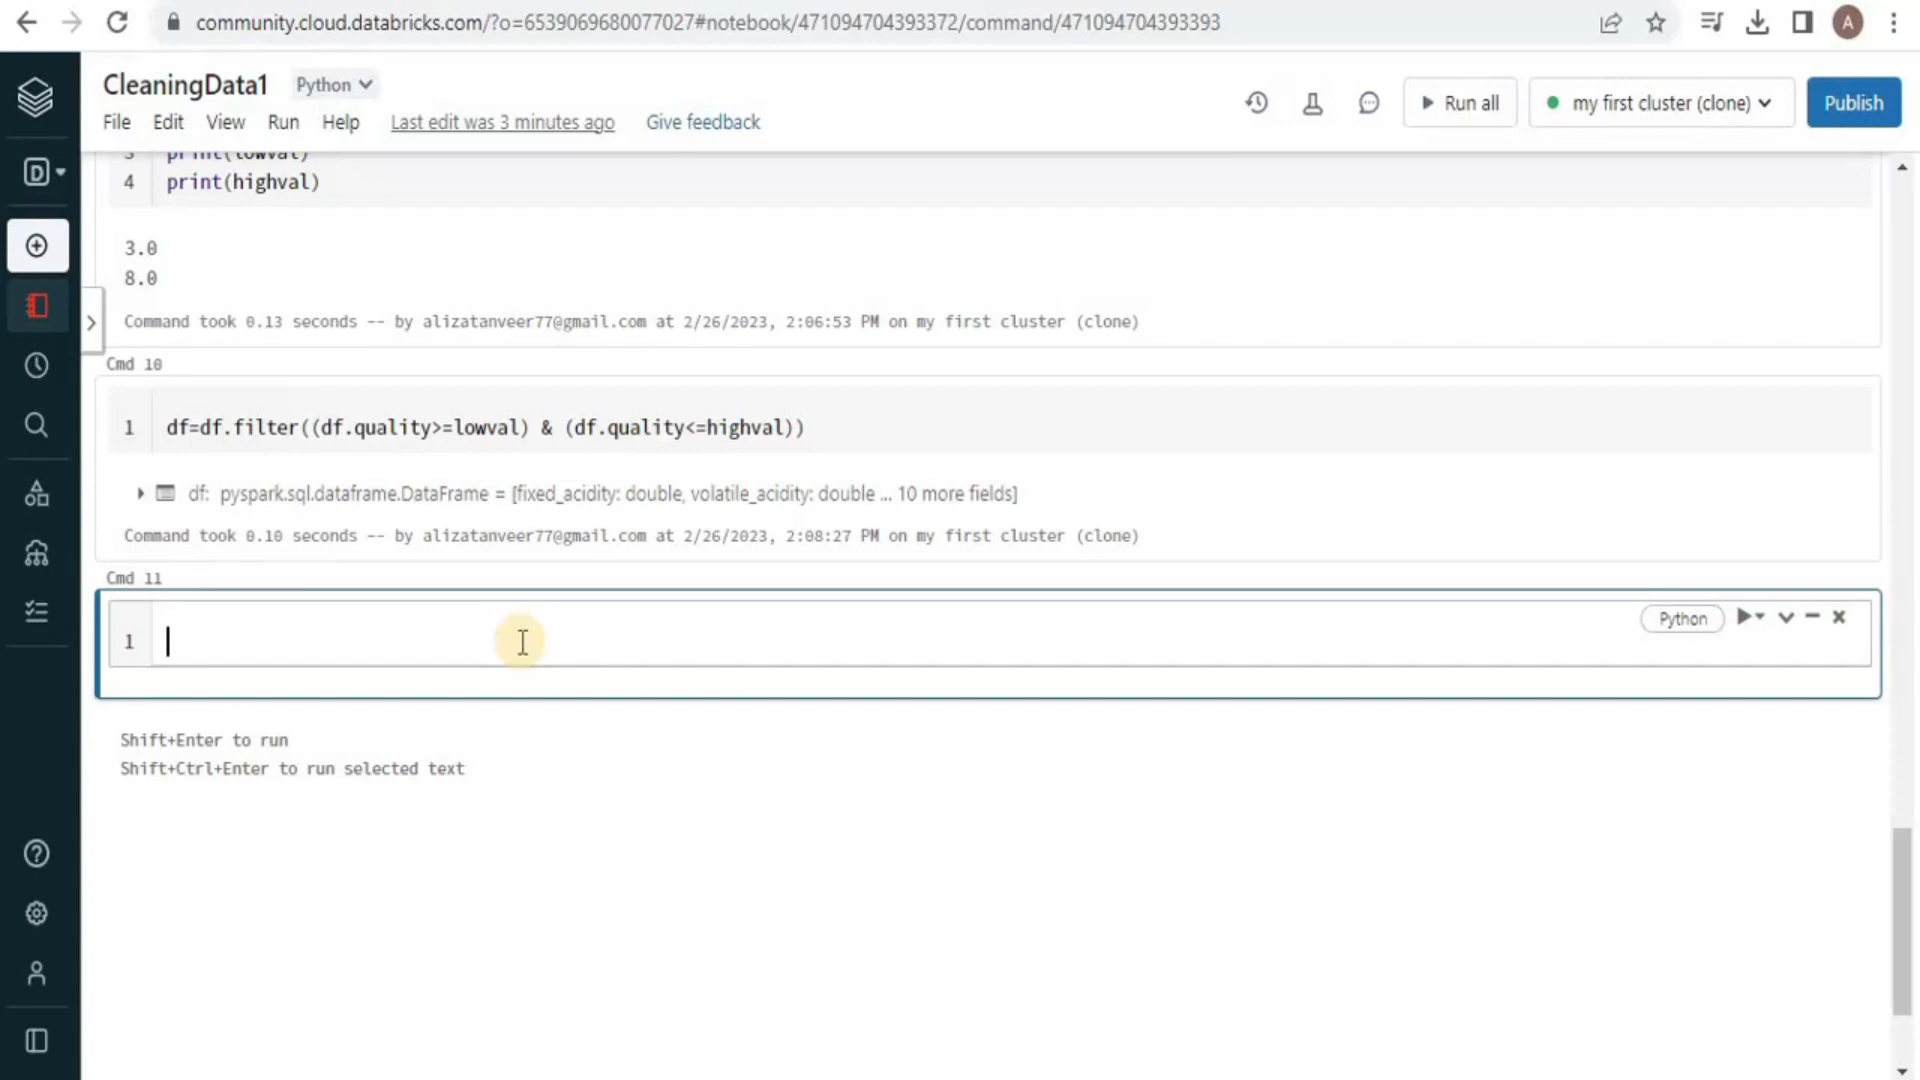 community.cloud.databricks.com/?o=6539069680077027#notebook/471094704393372/command/471094704393393
A
CleaningData1 Python
File Edit View Run Help Last edit was 3 minutes ago Give feedback
Run all
my first cluster (clone)
Publish
D
3 print(lowval)
4 print(highval)
3.0
8.0
Command took 0.13 seconds -- by alizatanveer77@gmail.com at 2/26/2023, 2:06:53 PM on my first cluster (clone)
Cmd 10
1 df=df.filter((df.quality>=lowval) & (df.quality<=highval))
df: pyspark.sql.dataframe.DataFrame = [fixed_acidity: double, volatile_acidity: double ... 10 more fields]
Command took 0.10 seconds -- by alizatanveer77@gmail.com at 2/26/2023, 2:08:27 PM on my first cluster (clone)
Cmd 11
Python
1
Shift+Enter to run
Shift+Ctrl+Enter to run selected text